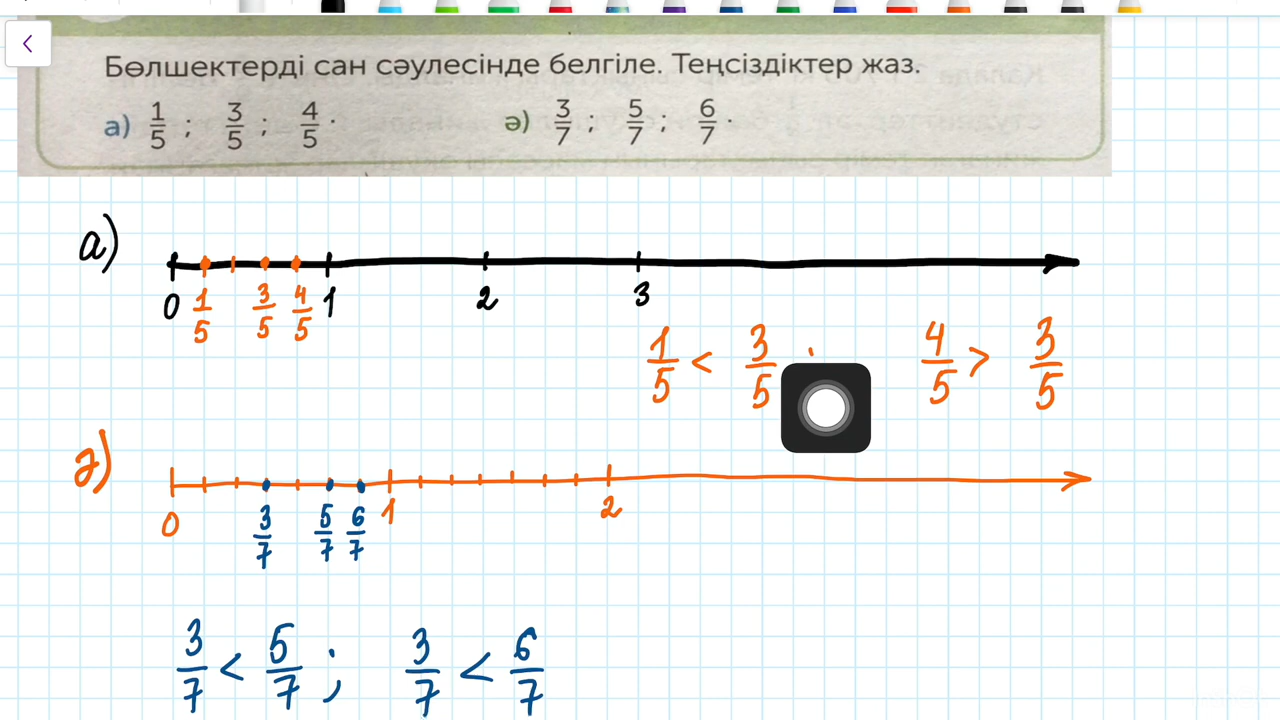 Бөлшектерді сан сәулесінде белгіле. Теңсіздіктер жаз.
а) 1/5 ; 3/5 ; 4/5 . ә) 3/7 ; 5/7 ; 6/7 .
а)
0 1/5 3/5 4/5 1 2 3
1/5 < 3/5 ; 4/5 > 3/5
ә)
0 3/7 5/7 6/7 1 2
3/7 < 5/7 ; 3/7 < 6/7